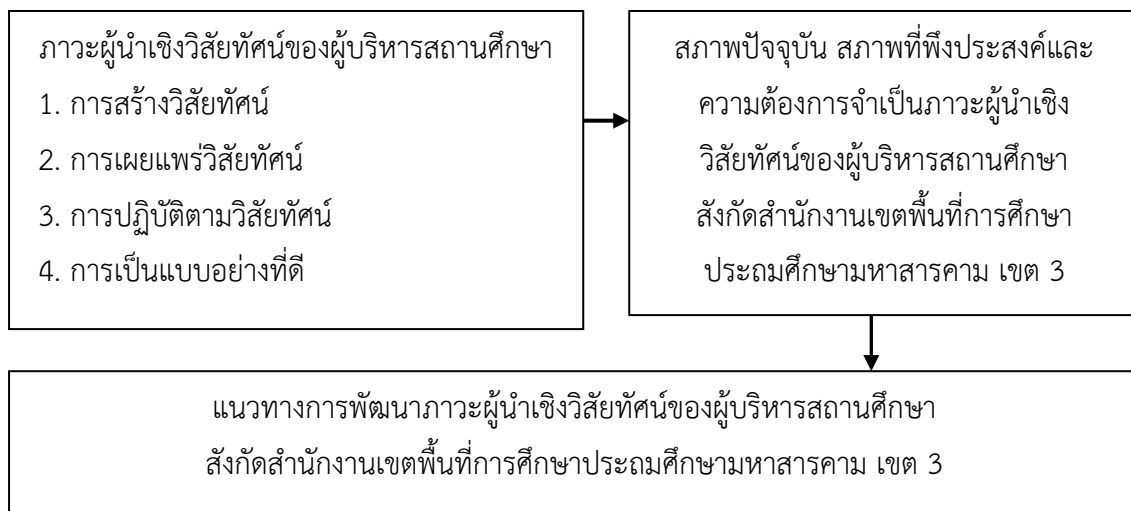 ภาวะผู้นำเชิงวิสัยทัศน์ของผู้บริหารสถานศึกษา
1. การสร้างวิสัยทัศน์
2. การเผยแพร่วิสัยทัศน์
3. การปฏิบัติตามวิสัยทัศน์
4. การเป็นแบบอย่างที่ดี
สภาพปัจจุบัน สภาพที่พึงประสงค์และ
ความต้องการจำเป็นภาวะผู้นำเชิง
วิสัยทัศน์ของผู้บริหารสถานศึกษา
สังกัดสำนักงานเขตพื้นที่การศึกษา
ประถมศึกษามหาสารคาม เขต 3
แนวทางการพัฒนาภาวะผู้นำเชิงวิสัยทัศน์ของผู้บริหารสถานศึกษา
สังกัดสำนักงานเขตพื้นที่การศึกษาประถมศึกษามหาสารคาม เขต 3